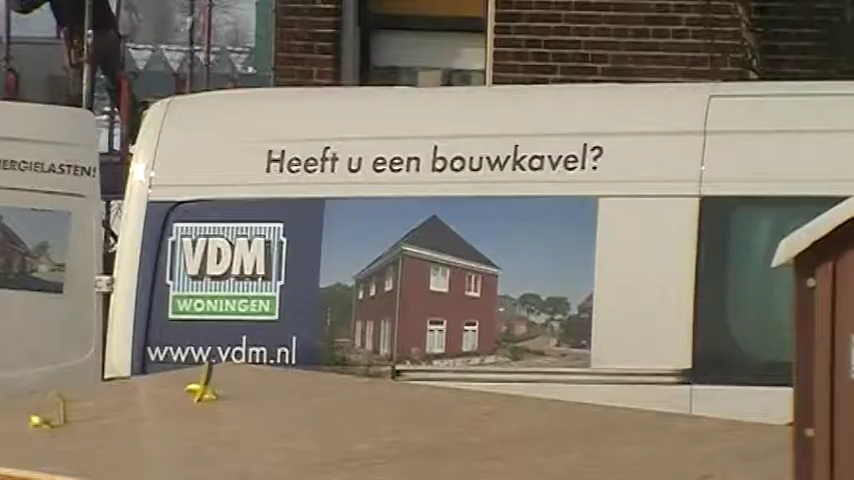 Heeft u een bouwkavel?
ERGIELASTEN!
VDM
WONINGEN
www.vdm.nl